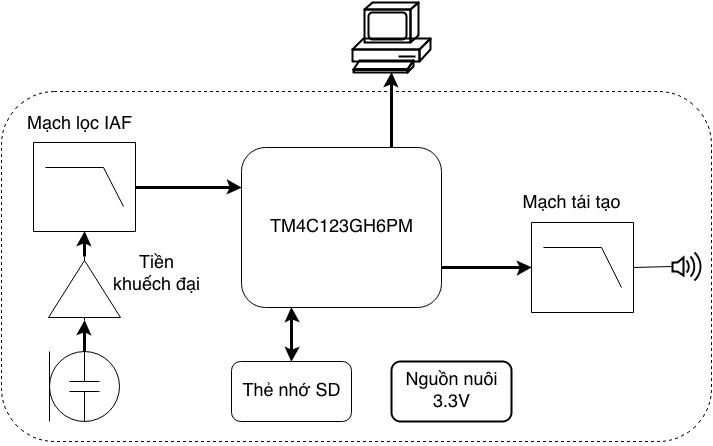 Mạch lọc IAF
TM4C123GH6PM
Mạch tái tạo
Tiền
khuếch đại
Thẻ nhớ SD
Nguồn nuôi
3.3V